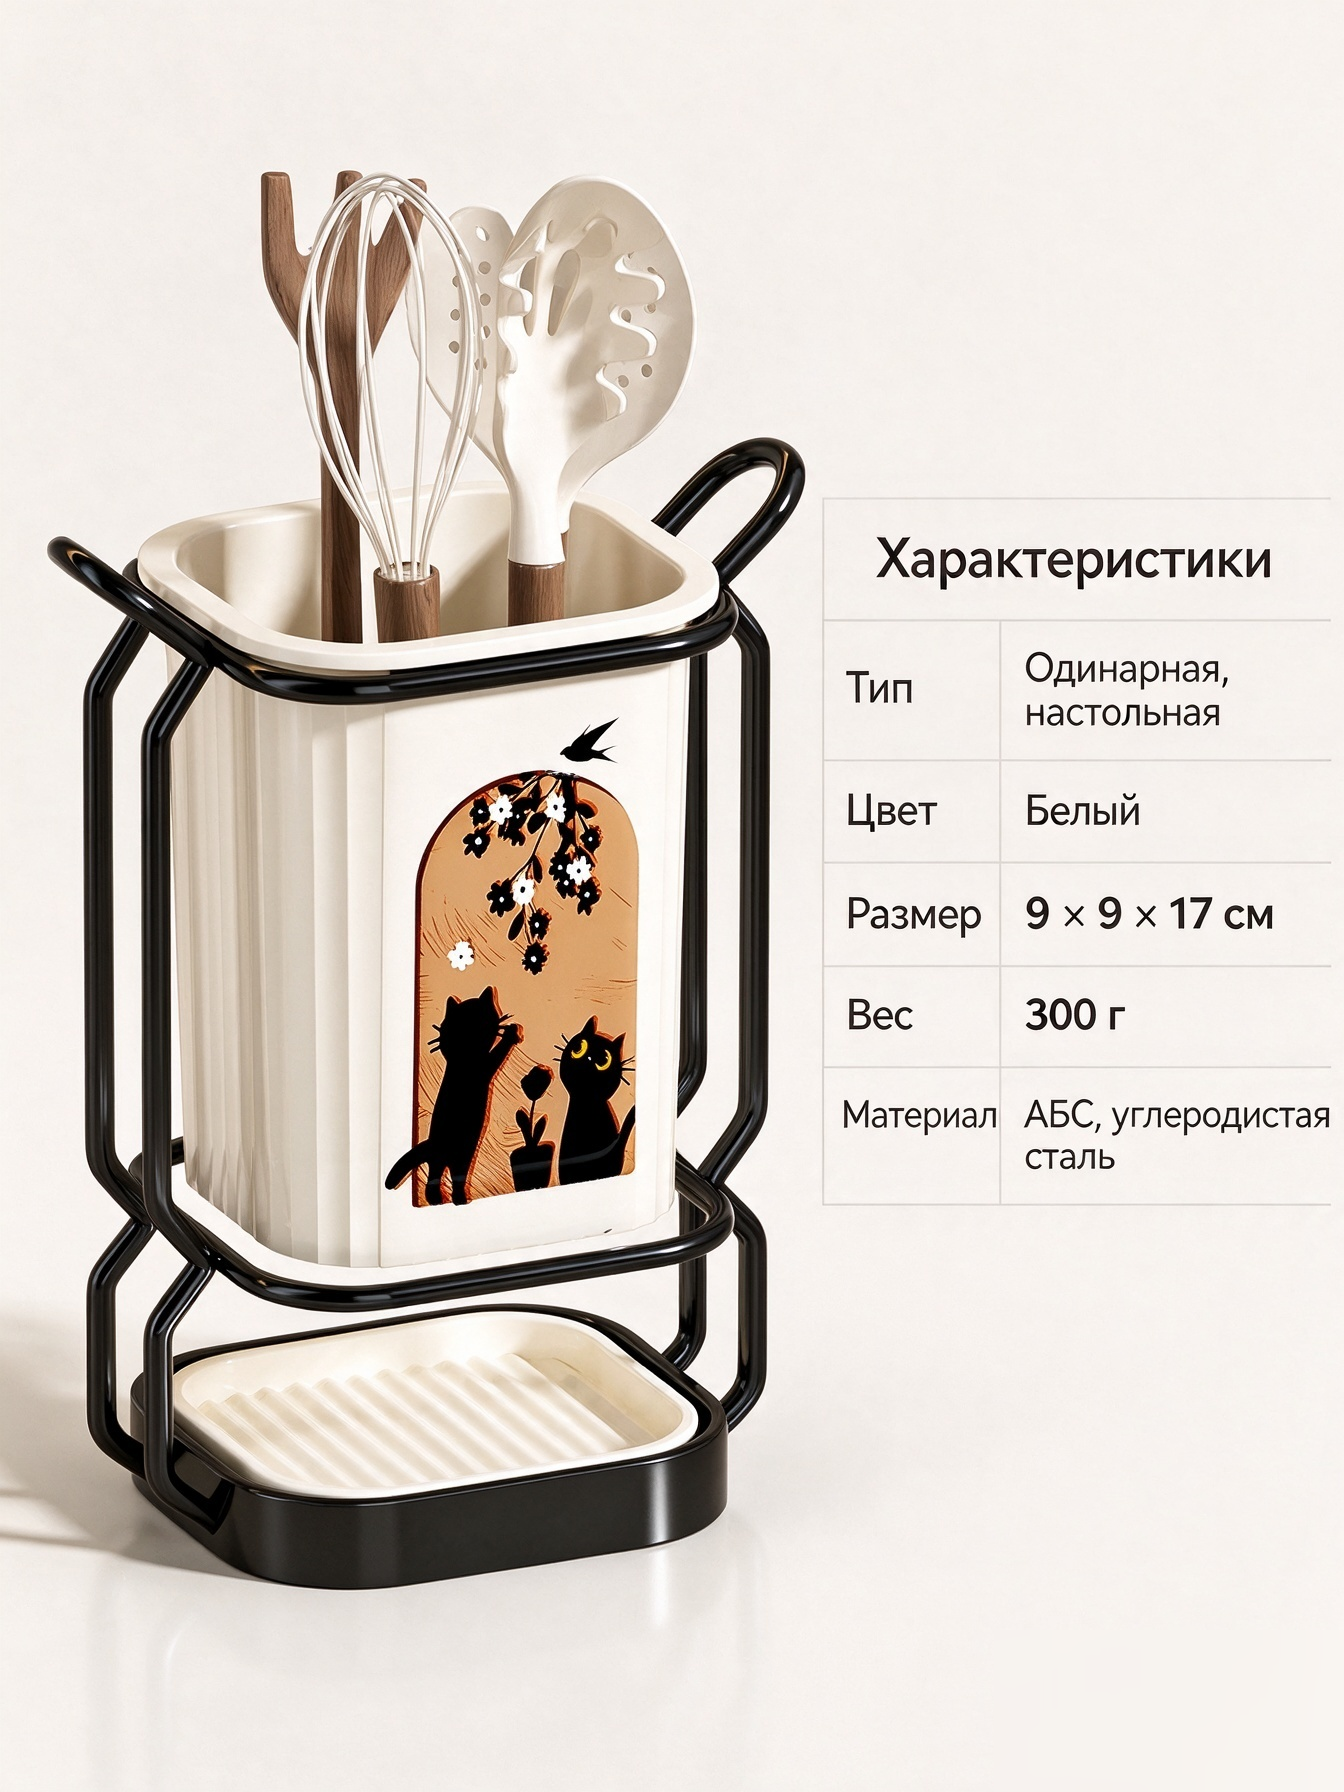 Характеристики
Тип
Одинарная,
настольная
Цвет
Белый
Размер
9 × 9 × 17 см
Вес
300 г
Материал
АБС, углеродистая
сталь